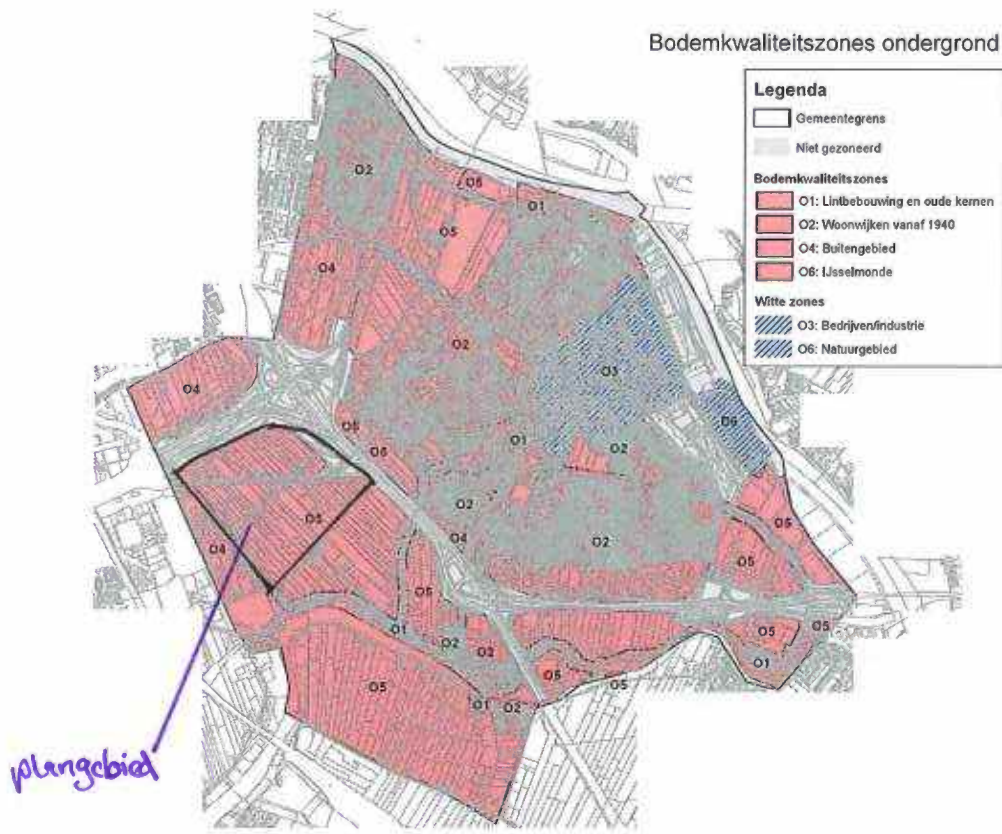 Bodemkwaliteitszones ondergrond
Legenda
Gemeentegrens
Niet gezoneerd
Bodemkwaliteitszones
O1: Lintbebouwing en oude kernen
O2: Woonwijken vanaf 1940
O4: Buitengebied
O6: IJsselmonde
Witte zones
O3: Bedrijven/industrie
O6: Natuurgebied
O2
O5
O1
O5
O4
O2
O3
O4
O5
O6
O1
O2
O6
O2
O5
O4
O2
O5
O4
O2
O5
O5
O1
O2
O2
O5
O5
O1
O5
O5
O5
O1
O2
plangebied